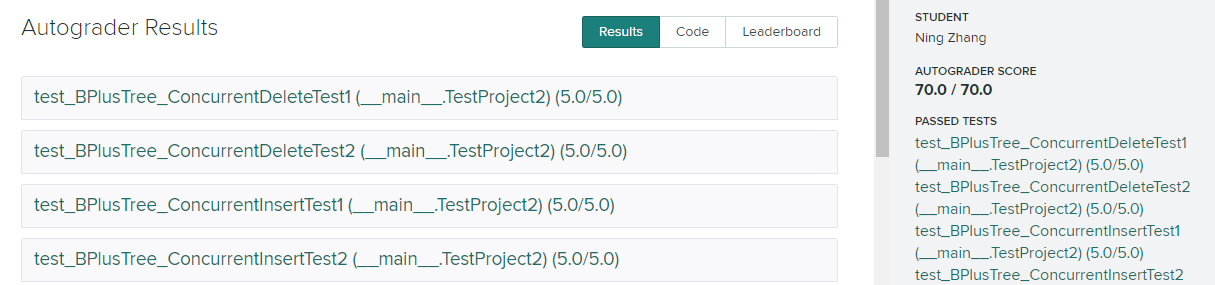 Autograder Results
Results
Code
Leaderboard
test_BPlusTree_ConcurrentDeleteTest1 (__main__.TestProject2) (5.0/5.0)
test_BPlusTree_ConcurrentDeleteTest2 (__main__.TestProject2) (5.0/5.0)
test_BPlusTree_ConcurrentInsertTest1 (__main__.TestProject2) (5.0/5.0)
test_BPlusTree_ConcurrentInsertTest2 (__main__.TestProject2) (5.0/5.0)
STUDENT
Ning Zhang
AUTOGRADER SCORE
70.0 / 70.0
PASSED TESTS
test_BPlusTree_ConcurrentDeleteTest1
(__main__.TestProject2) (5.0/5.0)
test_BPlusTree_ConcurrentDeleteTest2
(__main__.TestProject2) (5.0/5.0)
test_BPlusTree_ConcurrentInsertTest1
(__main__.TestProject2) (5.0/5.0)
test_BPlusTree_ConcurrentInsertTest2